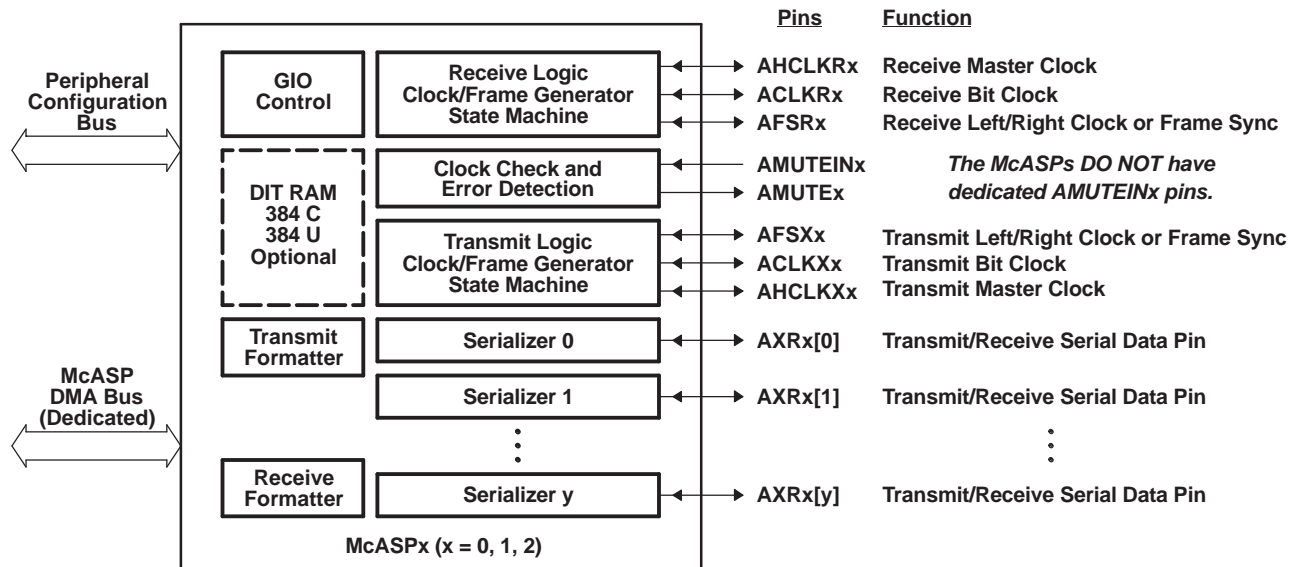 Pins Function
Peripheral
Configuration
Bus
GIO
Control
Receive Logic
Clock/Frame Generator
State Machine
AHCLKRx Receive Master Clock
ACLKRx Receive Bit Clock
AFSRx Receive Left/Right Clock or Frame Sync
DIT RAM
384 C
384 U
Optional
Clock Check and
Error Detection
AMUTEINx
AMUTEx
The McASPs DO NOT have
dedicated AMUTEINx pins.
Transmit Logic
Clock/Frame Generator
State Machine
AFSXx Transmit Left/Right Clock or Frame Sync
ACLKXx Transmit Bit Clock
AHCLKXx Transmit Master Clock
Transmit
Formatter
Serializer 0
AXRx[0] Transmit/Receive Serial Data Pin
McASP
DMA Bus
(Dedicated)
Serializer 1
AXRx[1] Transmit/Receive Serial Data Pin
Receive
Formatter
Serializer y
AXRx[y] Transmit/Receive Serial Data Pin
McASPx (x = 0, 1, 2)